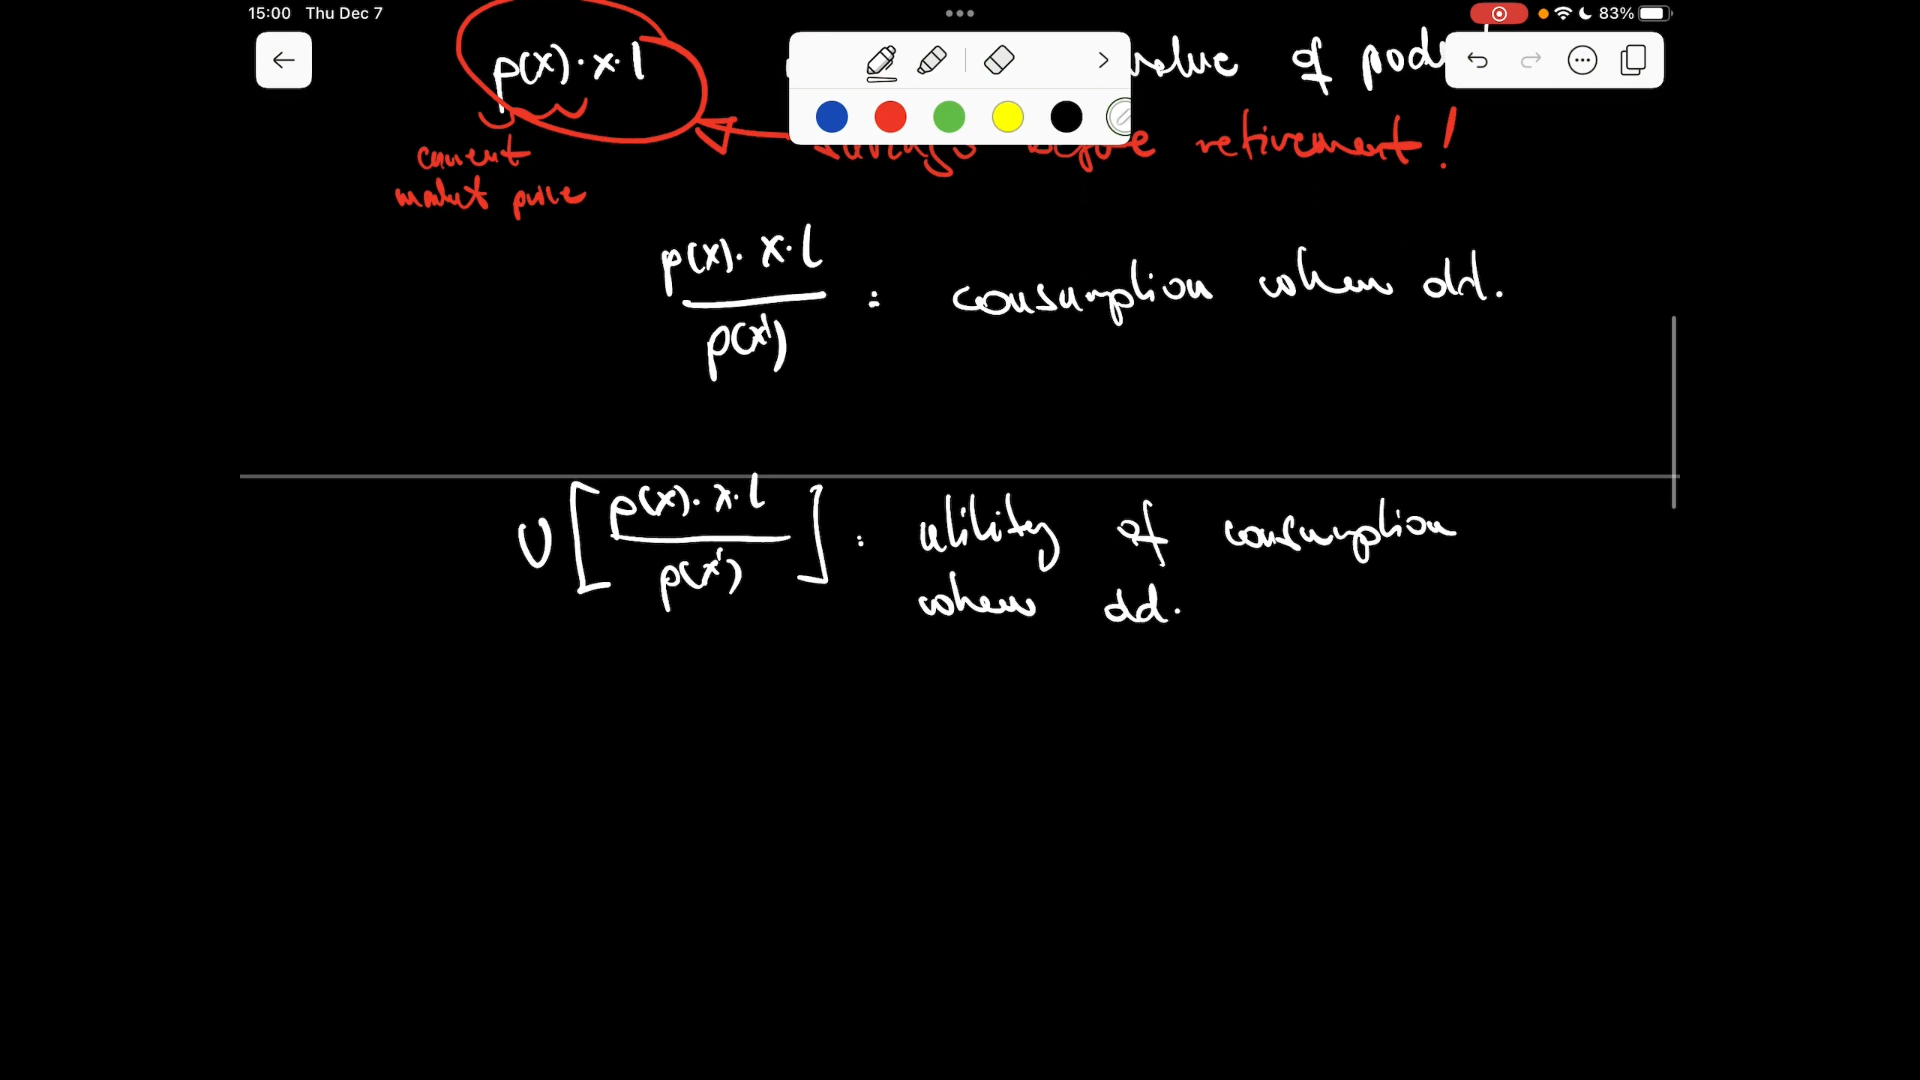 15:00 Thu Dec 7
83%
p(x)·x·l value of
before retirement!
current
market price
p(x)·x·l
p(x') : consumption when old.
U [ p(x)·x·l
p(x') ] : utility of consumption
when old.